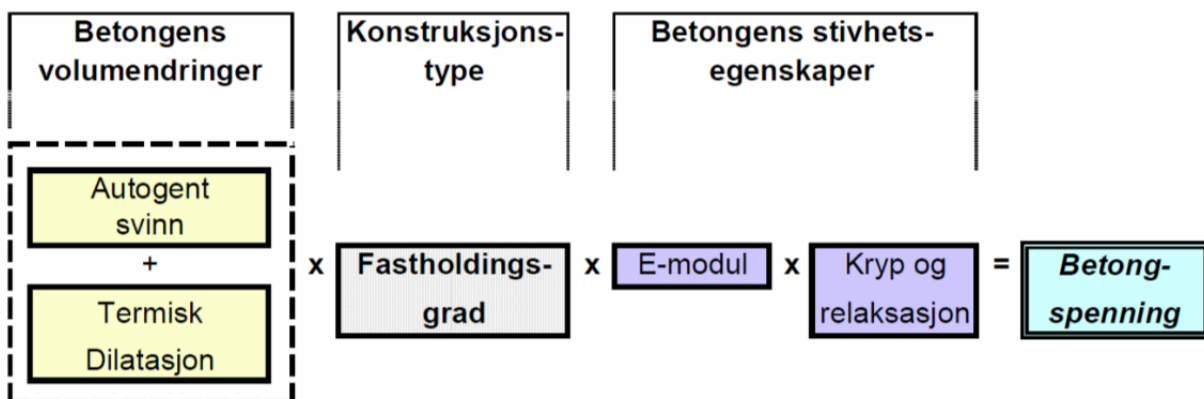 Betongens
volumendringer
Konstruksjons-
type
Betongens stivhets-
egenskaper
Autogent
svinn
+
Termisk
Dilatasjon
x
Fastholdings-
grad
x
E-modul
x
Kryp og
relaksasjon
=
Betong-
spenning